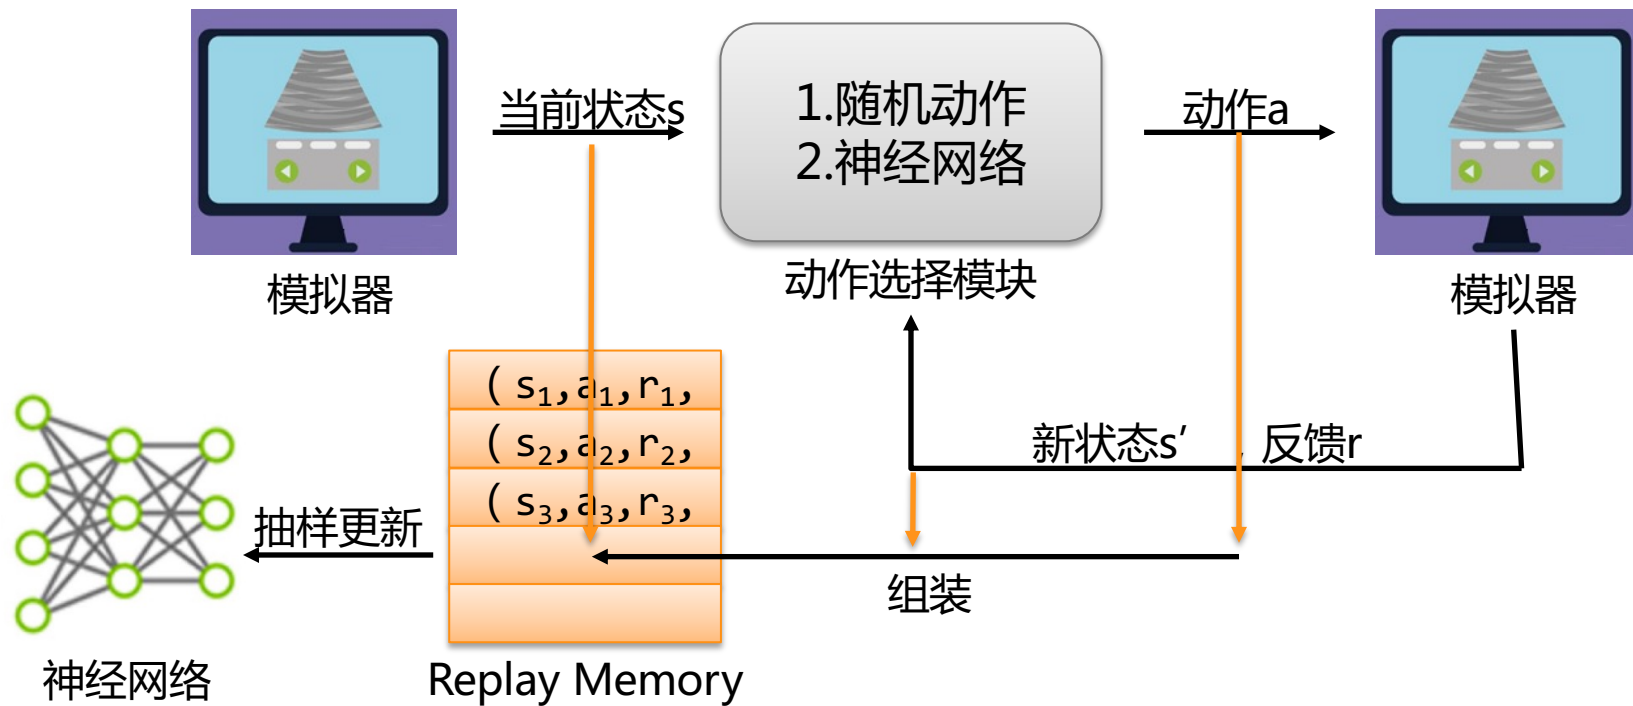 当前状态s
1.随机动作
2.神经网络
动作a
模拟器
动作选择模块
模拟器
( s₁,a₁,r₁,
( s₂,a₂,r₂,
( s₃,a₃,r₃,
新状态s’ , 反馈r
抽样更新
组装
神经网络
Replay Memory